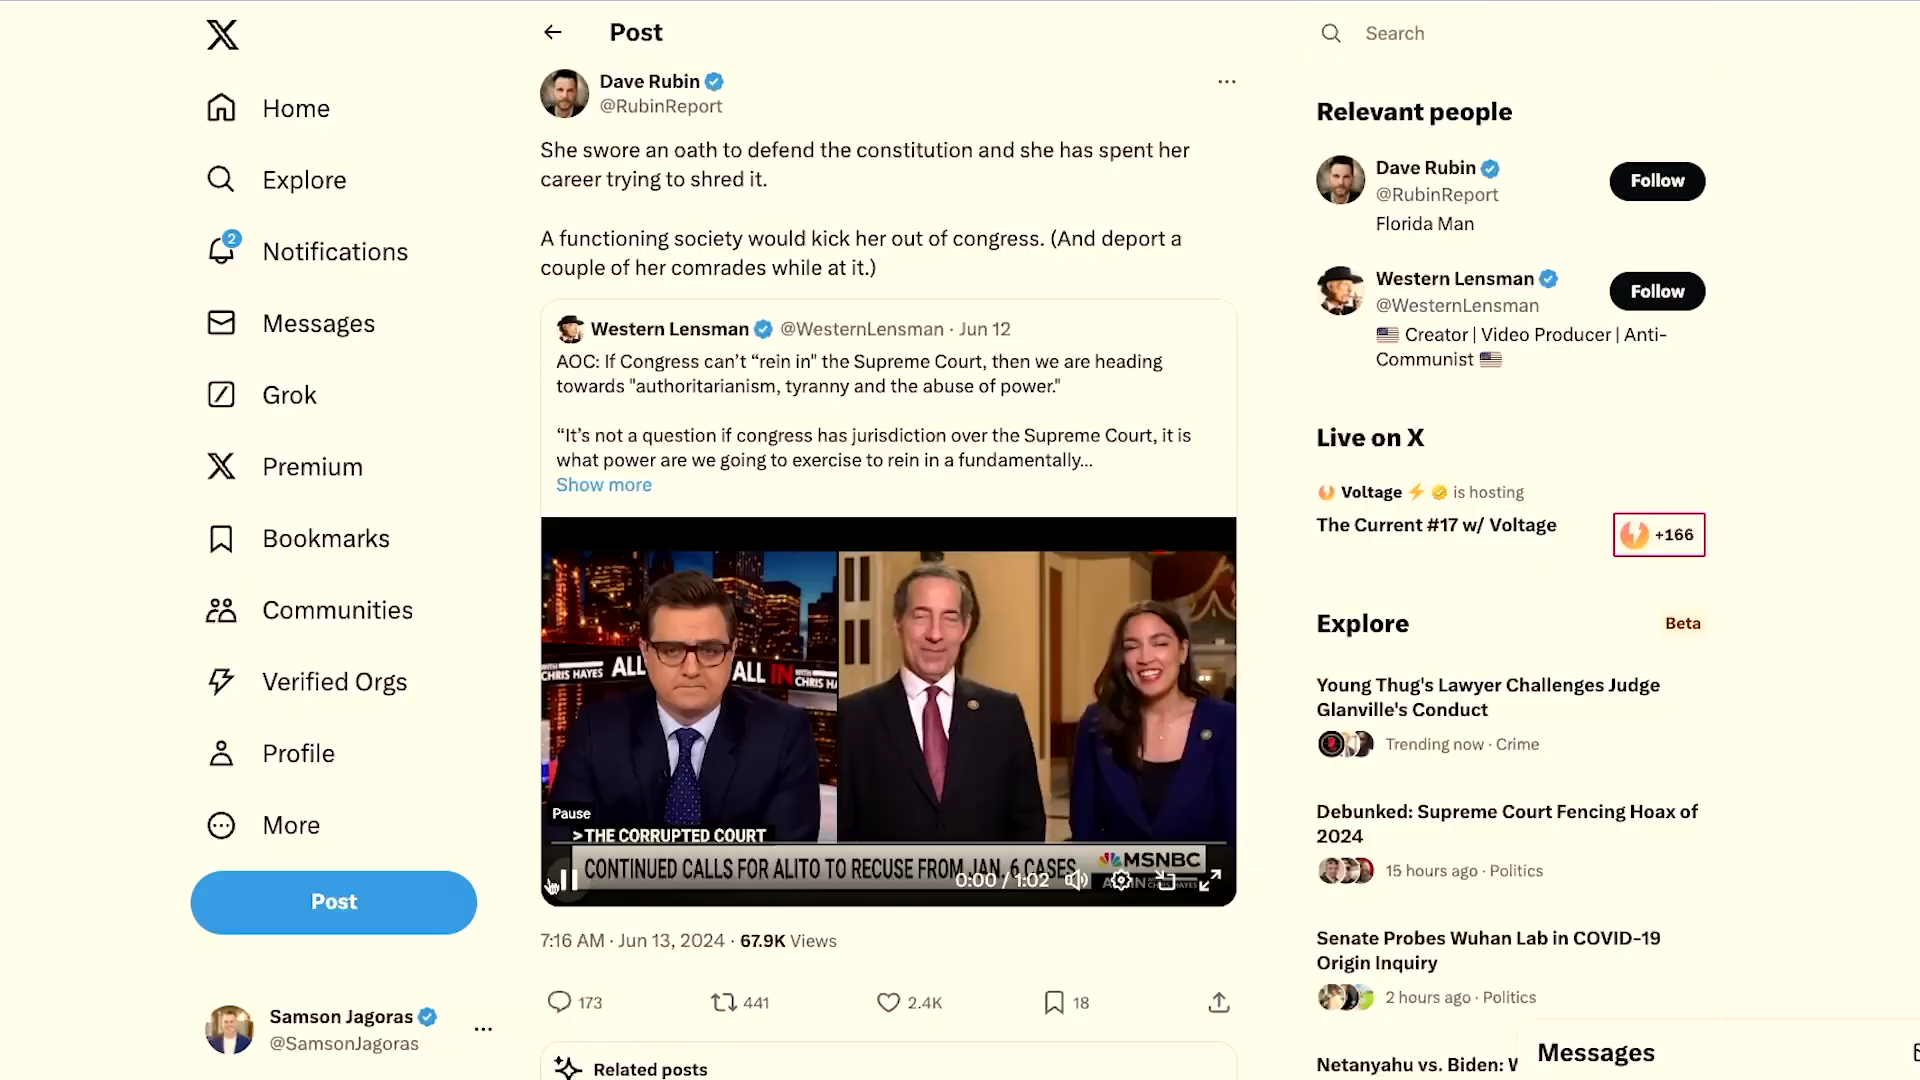 Home
Explore
2
Notifications
Messages
Grok
Premium
Bookmarks
Communities
Verified Orgs
Profile
More
Post
Samson Jagoras
@SamsonJagoras
Post
Dave Rubin
@RubinReport
She swore an oath to defend the constitution and she has spent her
career trying to shred it.
A functioning society would kick her out of congress. (And deport a
couple of her comrades while at it.)
Western Lensman @WesternLensman · Jun 12
AOC: If Congress can’t “rein in" the Supreme Court, then we are heading
towards "authoritarianism, tyranny and the abuse of power."
“It’s not a question if congress has jurisdiction over the Supreme Court, it is
what power are we going to exercise to rein in a fundamentally...
Show more
WITH CHRIS HAYES ALL
ALL IN
Pause
>THE CORRUPTED COURT
CONTINUED CALLS FOR ALITO TO RECUSE FROM JAN. 6 CASES
MSNBC
0:00 / 1:02
7:16 AM · Jun 13, 2024 · 67.9K Views
173 441 2.4K 18
Related posts
Search
Relevant people
Dave Rubin
@RubinReport
Florida Man
Follow
Western Lensman
@WesternLensman
Creator | Video Producer | Anti-
Communist
Follow
Live on X
Voltage is hosting
The Current #17 w/ Voltage
+166
Explore
Beta
Young Thug's Lawyer Challenges Judge
Glanville's Conduct
Trending now · Crime
Debunked: Supreme Court Fencing Hoax of
2024
15 hours ago · Politics
Senate Probes Wuhan Lab in COVID-19
Origin Inquiry
2 hours ago · Politics
Netanyahu vs. Biden:
Messages